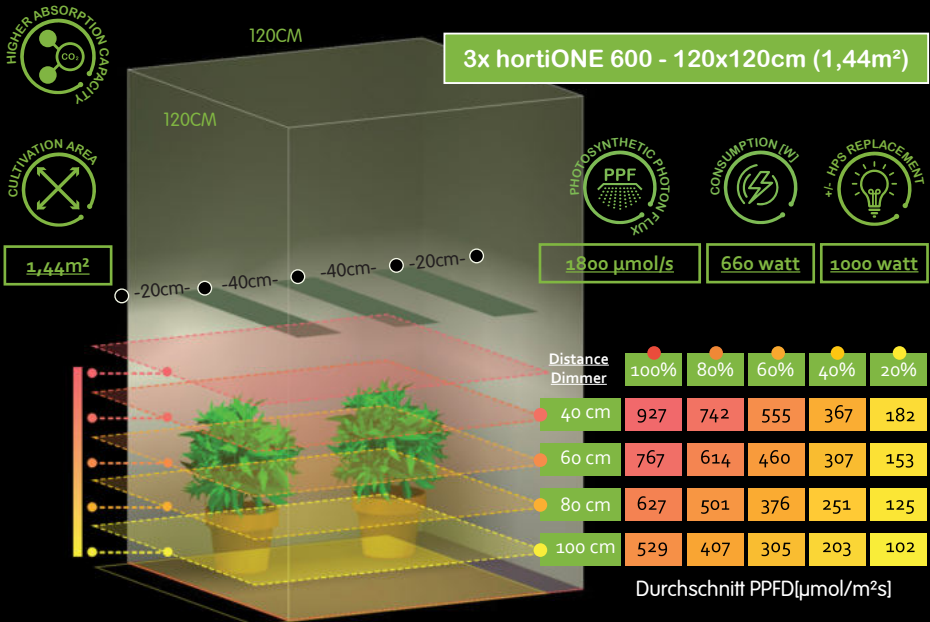 HIGHER ABSORPTION CAPACITY
CO₂
120CM
3x hortiONE 600 - 120x120cm (1,44m²)
120CM
CULTIVATION AREA
PHOTOSYNTHETIC PHOTON FLUX
PPF
CONSUMPTION [W]
+/- HPS REPLACEMENT
1,44m²
1800 µmol/s
660 watt
1000 watt
-20cm- -40cm- -40cm- -20cm-
Distance
Dimmer
100% 80% 60% 40% 20%
40 cm 927 742 555 367 182
60 cm 767 614 460 307 153
80 cm 627 501 376 251 125
100 cm 529 407 305 203 102
Durchschnitt PPFD[µmol/m²s]